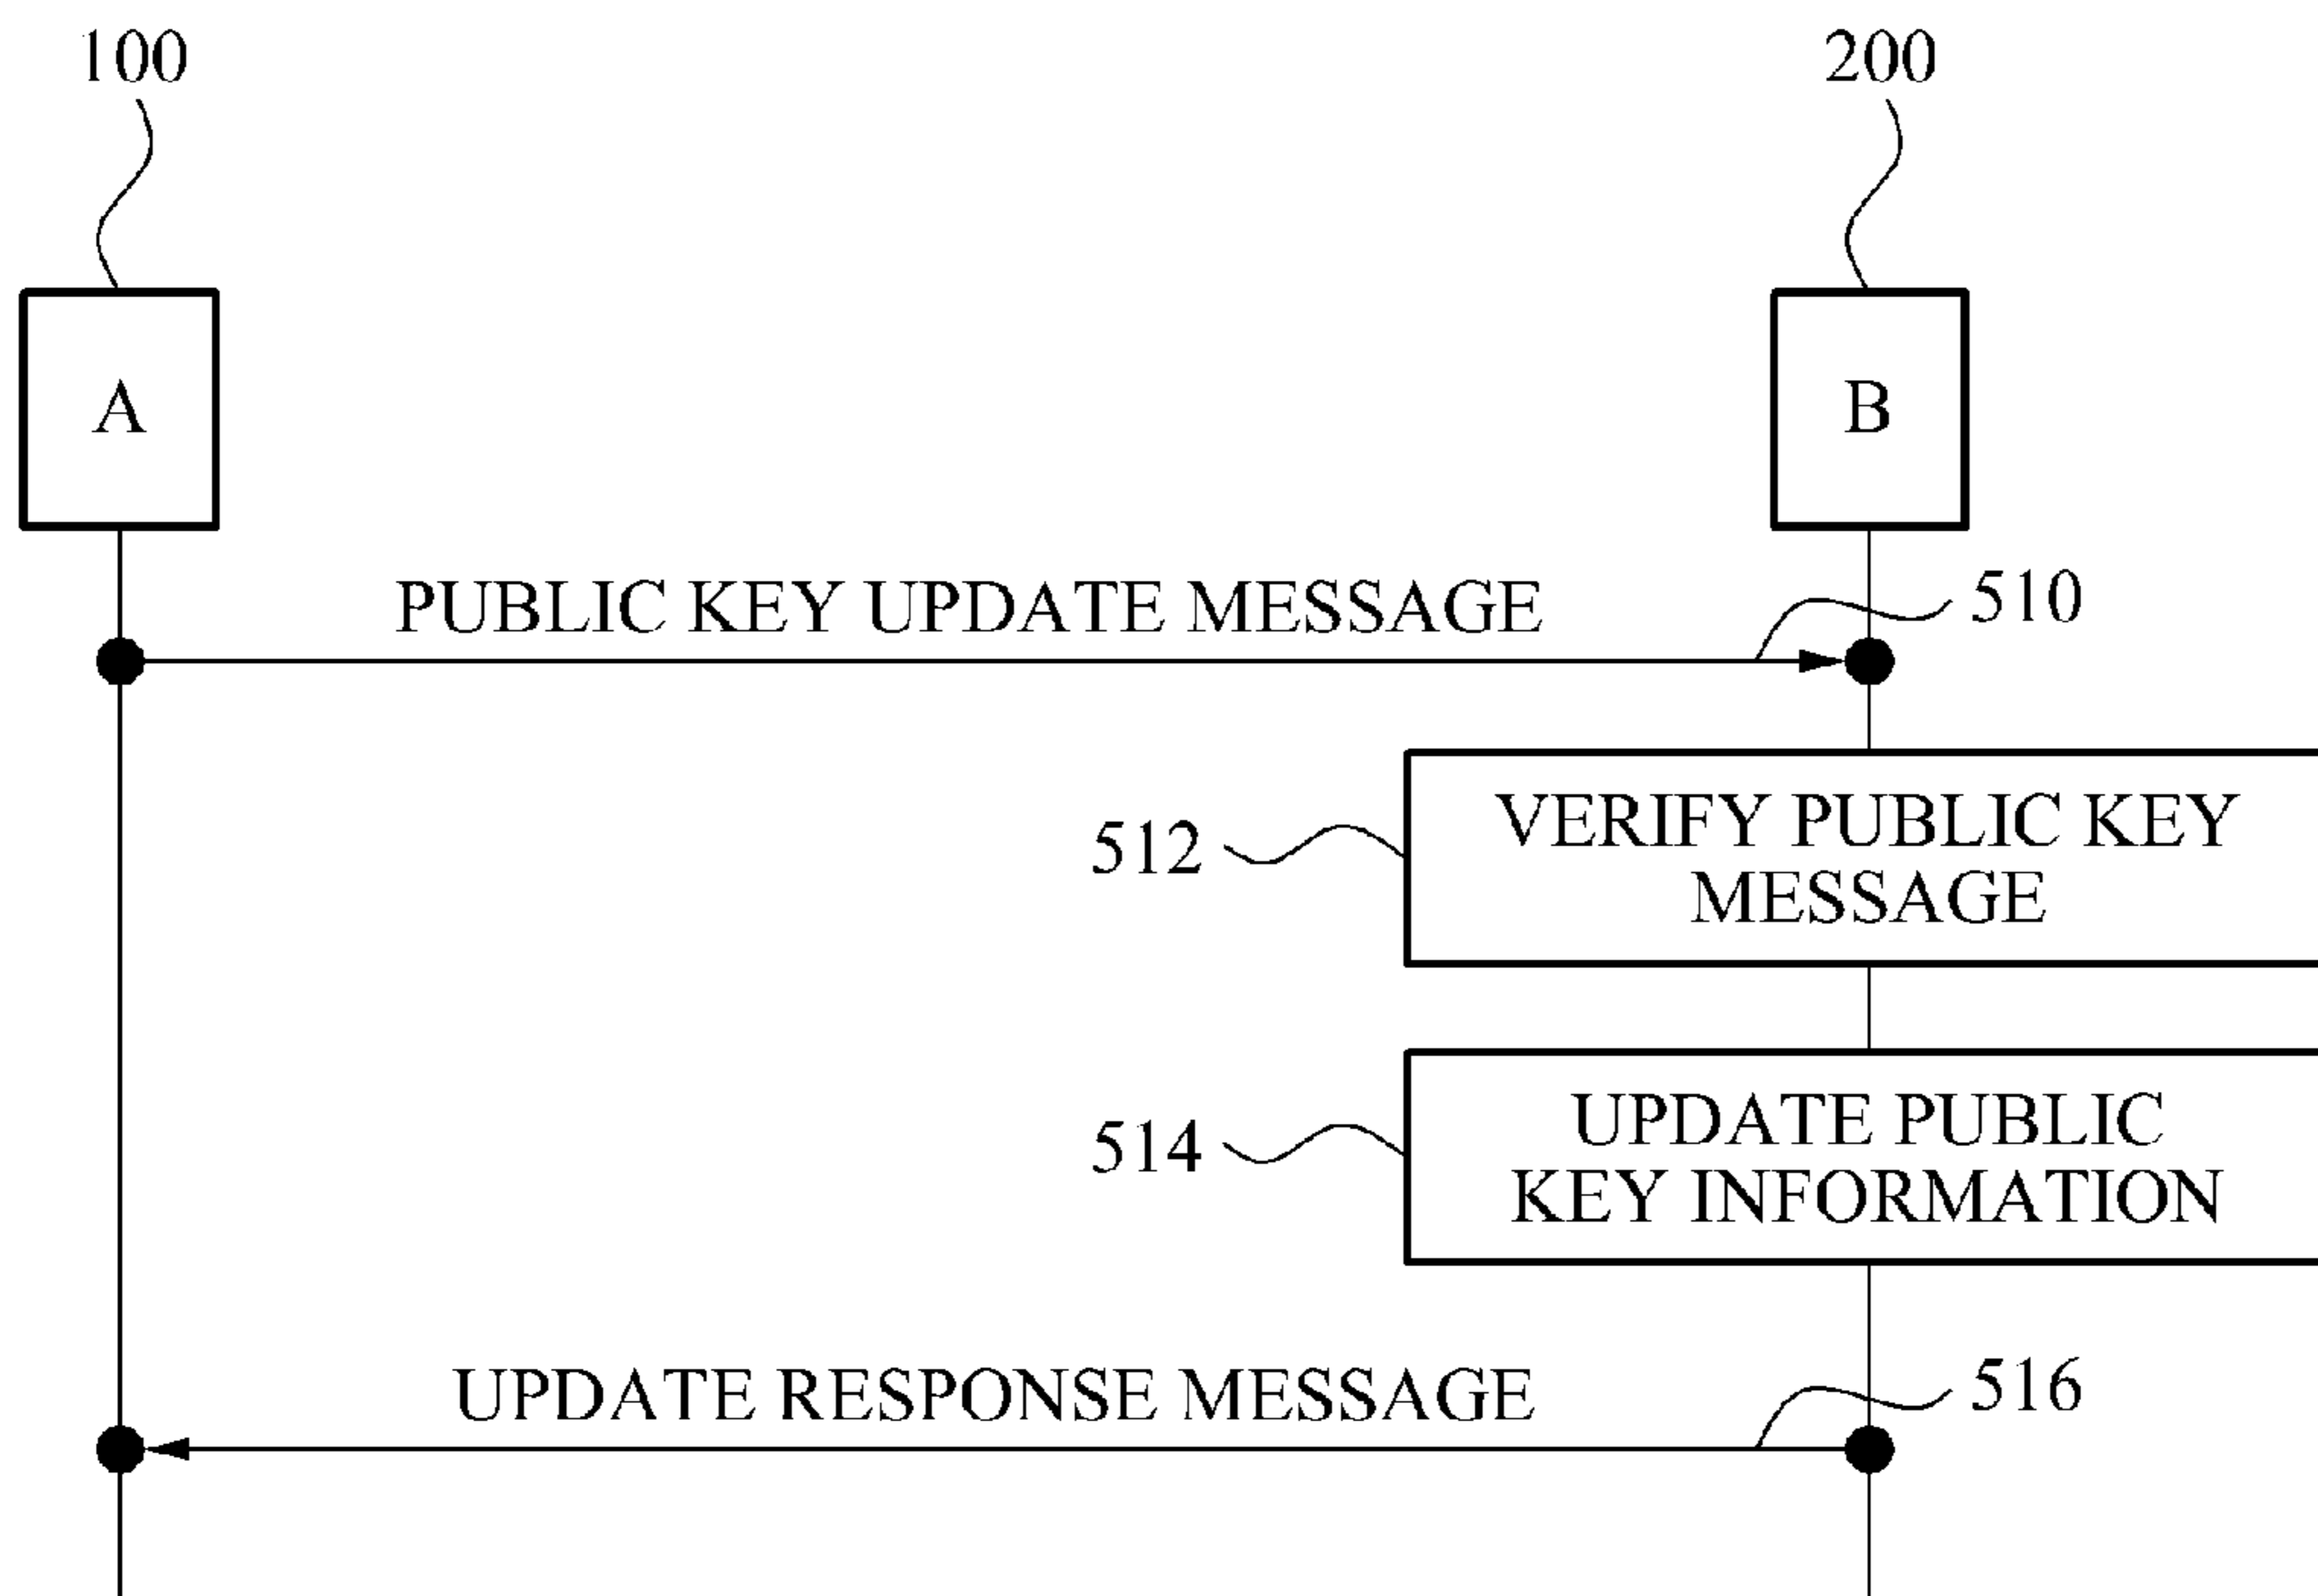 100
200
A
B
PUBLIC KEY UPDATE MESSAGE
510
512
VERIFY PUBLIC KEY
MESSAGE
514
UPDATE PUBLIC
KEY INFORMATION
UPDATE RESPONSE MESSAGE
516